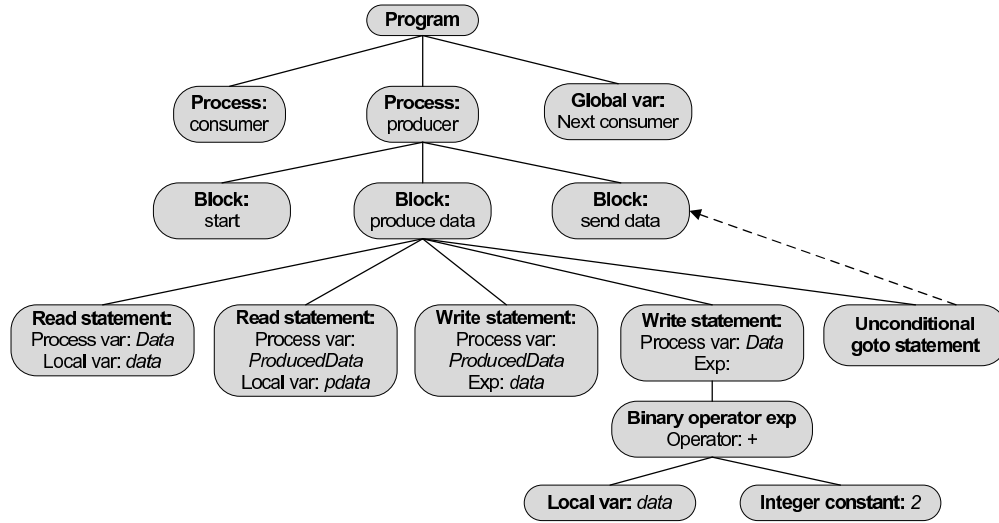 Program
Process:
consumer
Process:
producer
Global var:
Next consumer
Block:
start
Block:
produce data
Block:
send data
Read statement:
Process var: Data
Local var: data
Read statement:
Process var:
ProducedData
Local var: pdata
Write statement:
Process var:
ProducedData
Exp: data
Write statement:
Process var: Data
Exp:
Unconditional
goto statement
Binary operator exp
Operator: +
Local var: data
Integer constant: 2